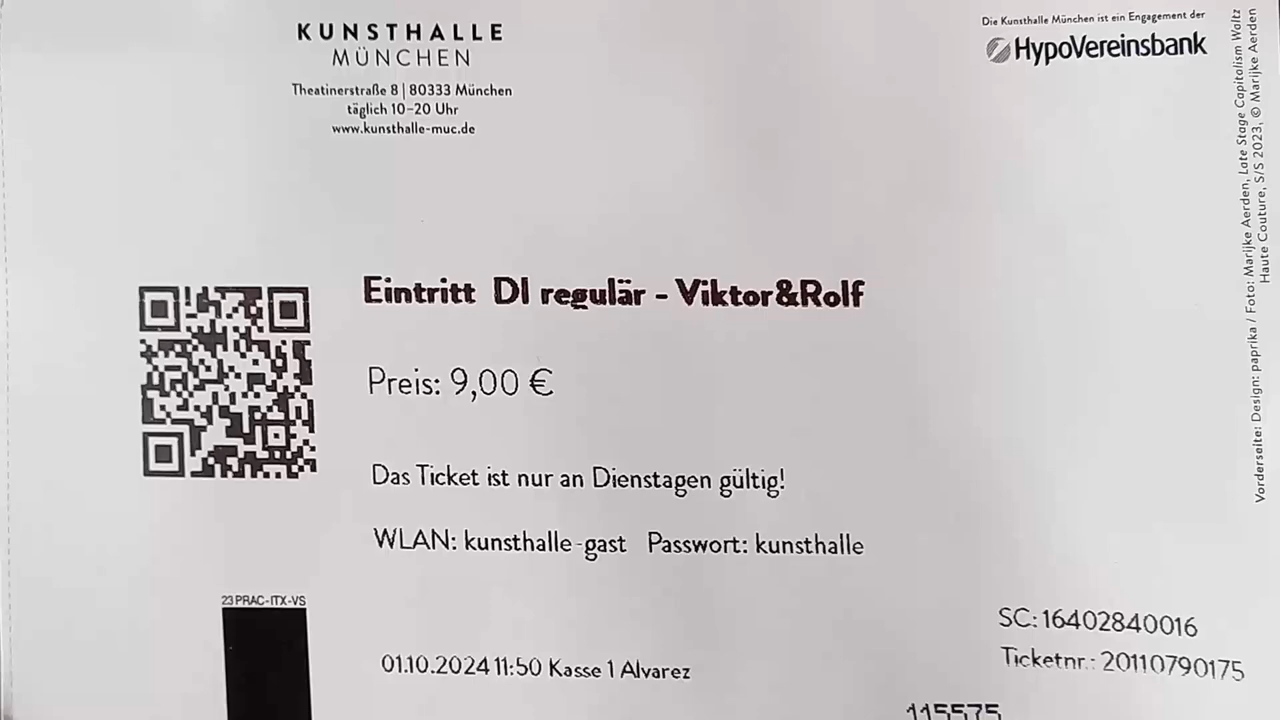 KUNSTHALLE
MÜNCHEN
Theatinerstraße 8 | 80333 München
täglich 10–20 Uhr
www.kunsthalle-muc.de
Die Kunsthalle München ist ein Engagement der
HypoVereinsbank
Vorderseite: Design: paprika / Foto: Marijke Aerden, Late Stage Capitalism Waltz
Haute Couture, S/S 2023, © Marijke Aerden
Eintritt DI regulär - Viktor&Rolf
Preis: 9,00 €
Das Ticket ist nur an Dienstagen gültig!
WLAN: kunsthalle-gast Passwort: kunsthalle
23 PRAC-ITX-VS
SC: 16402840016
Ticketnr.: 20110790175
01.10.2024 11:50 Kasse 1 Alvarez
115575